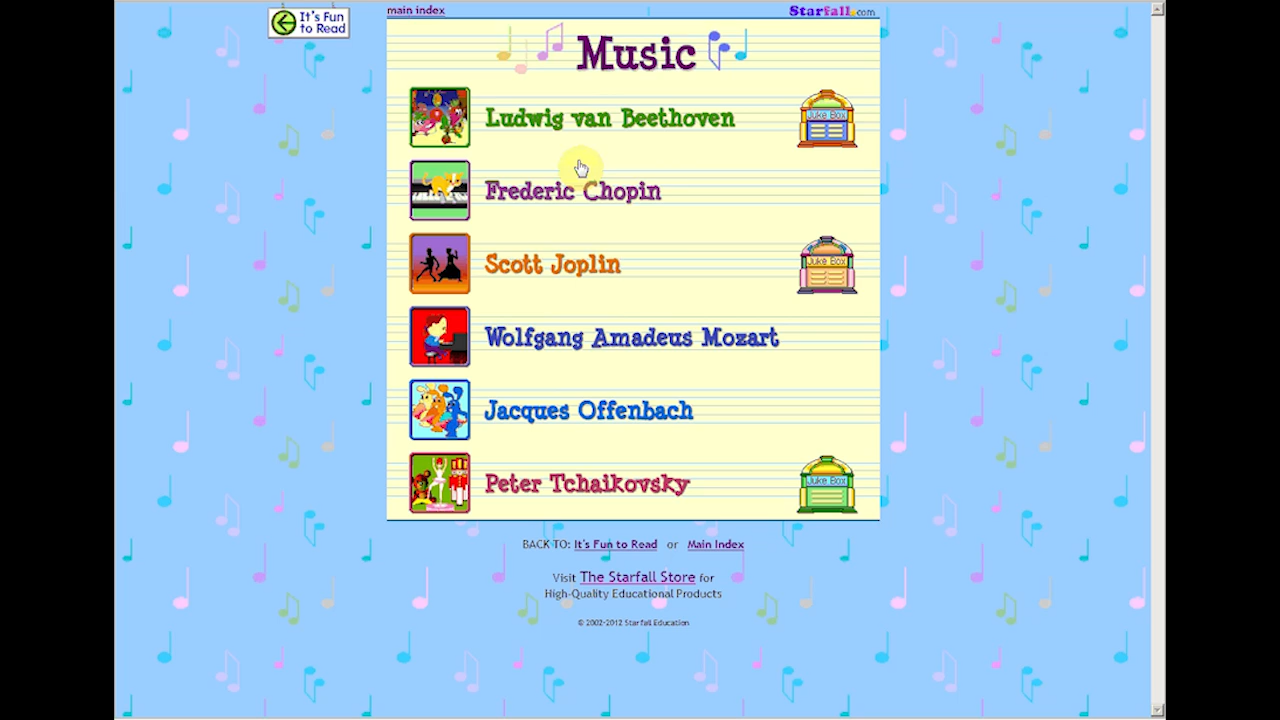 It's Fun
to Read
main index
Starfall.com
Music
Ludwig van Beethoven
Juke Box
Frederic Chopin
Scott Joplin
Juke Box
Wolfgang Amadeus Mozart
Jacques Offenbach
Peter Tchaikovsky
Juke Box
BACK TO: It's Fun to Read or Main Index
Visit The Starfall Store for
High-Quality Educational Products
© 2002-2012 Starfall Education